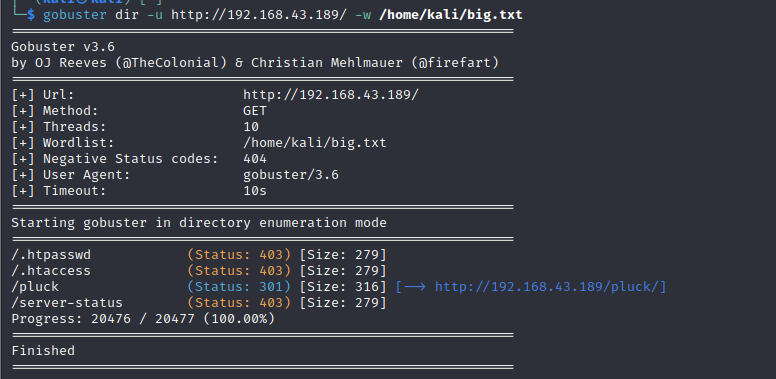 (kali㉿kali)-[~]
└─$ gobuster dir -u http://192.168.43.189/ -w /home/kali/big.txt
===============================================================
Gobuster v3.6
by OJ Reeves (@TheColonial) & Christian Mehlmauer (@firefart)
===============================================================
[+] Url:                     http://192.168.43.189/
[+] Method:                  GET
[+] Threads:                 10
[+] Wordlist:                /home/kali/big.txt
[+] Negative Status codes:   404
[+] User Agent:              gobuster/3.6
[+] Timeout:                 10s
===============================================================
Starting gobuster in directory enumeration mode
===============================================================
/.htpasswd            (Status: 403) [Size: 279]
/.htaccess            (Status: 403) [Size: 279]
/pluck                (Status: 301) [Size: 316] [--> http://192.168.43.189/pluck/]
/server-status        (Status: 403) [Size: 279]
Progress: 20476 / 20477 (100.00%)
===============================================================
Finished
===============================================================